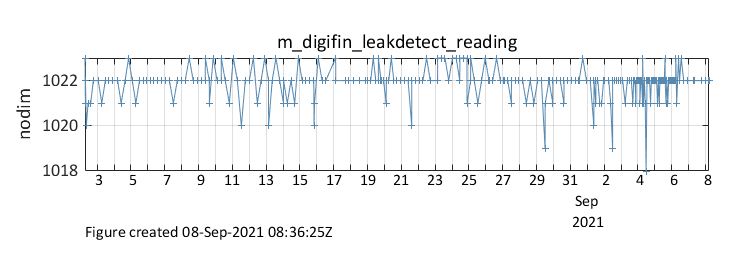 m_digifin_leakdetect_reading
nodim
1022
1020
1018
3 5 7 9 11 13 15 17 19 21 23 25 27 29 31 2 4 6 8
Sep
2021
Figure created 08-Sep-2021 08:36:25Z